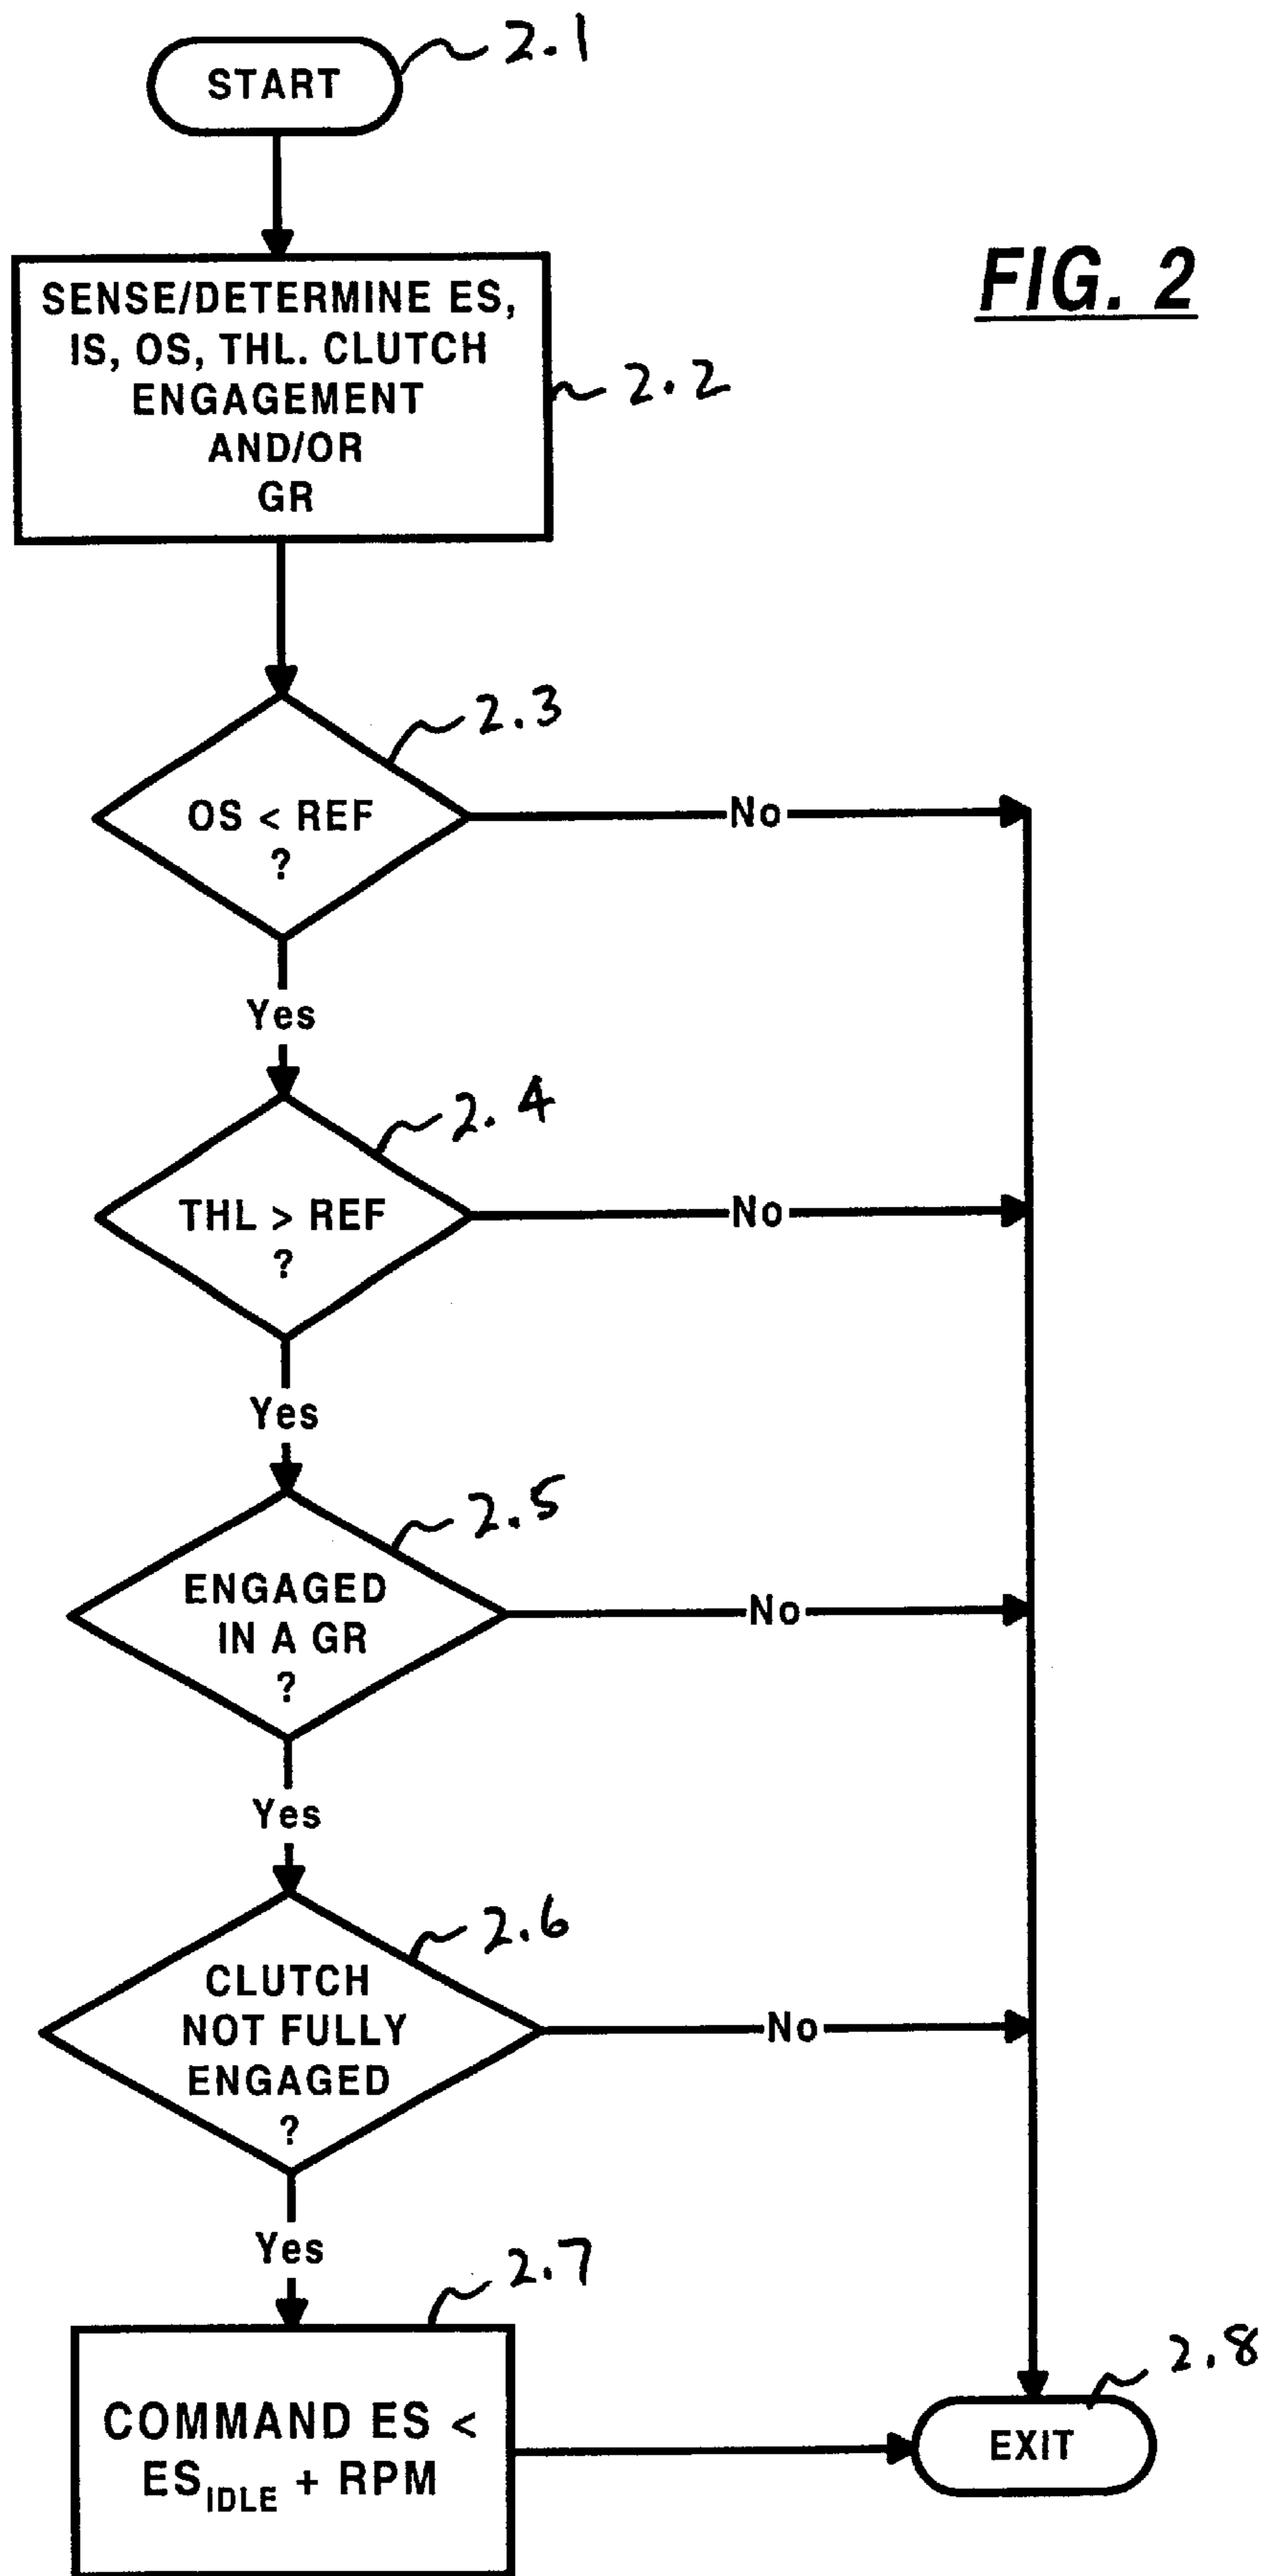 START
2.1
FIG. 2
SENSE/DETERMINE ES,
IS, OS, THL. CLUTCH
ENGAGEMENT
AND/OR
GR
2.2
2.3
OS < REF
?
No
Yes
2.4
THL > REF
?
No
Yes
2.5
ENGAGED
IN A GR
?
No
Yes
2.6
CLUTCH
NOT FULLY
ENGAGED
?
No
Yes
2.7
COMMAND ES <
ES_IDLE + RPM
2.8
EXIT